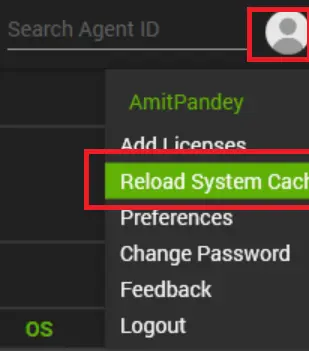 Search Agent ID
AmitPandey
Add Licenses
Reload System Cach
Preferences
Change Password
Feedback
OS
Logout